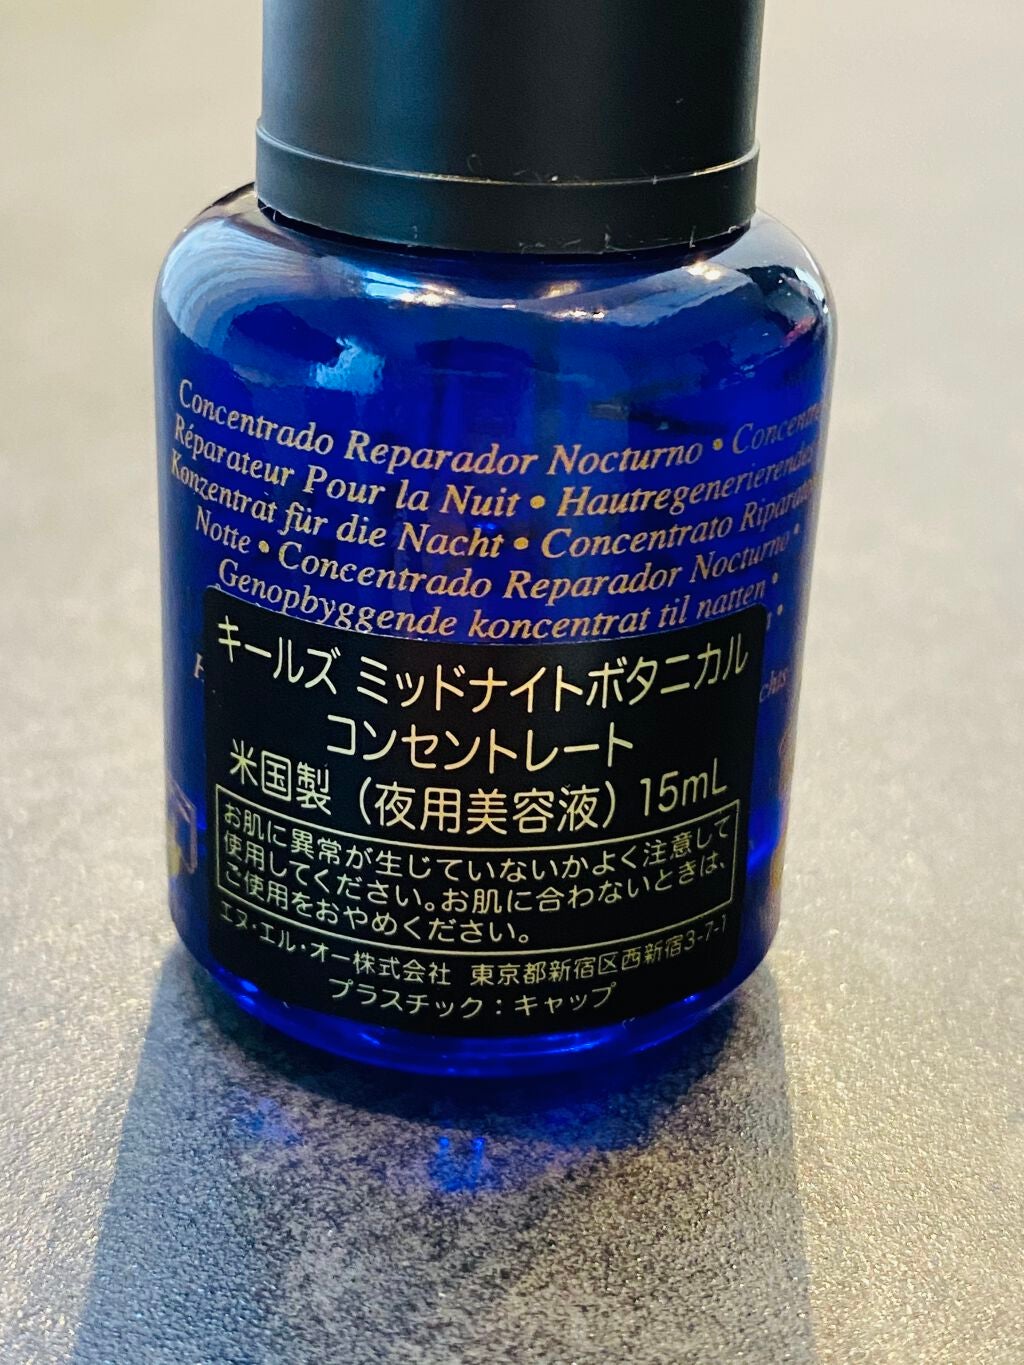 Concentrado Reparador Nocturno •
Réparateur Pour la Nuit • Hautregenerierendes
Konzentrat für die Nacht • Concentrato
Notte • Concentrado Reparador Nocturno •
Genopbyggende koncentrat til natten •
キールズ ミッドナイトボタニカル
コンセントレート
米国製 (夜用美容液) 15mL
お肌に異常が生じていないかよく注意して
使用してください。お肌に合わないときは、
ご使用をおやめください。
エヌ・エル・オー株式会社 東京都新宿区西新宿3-7-1
プラスチック：キャップ